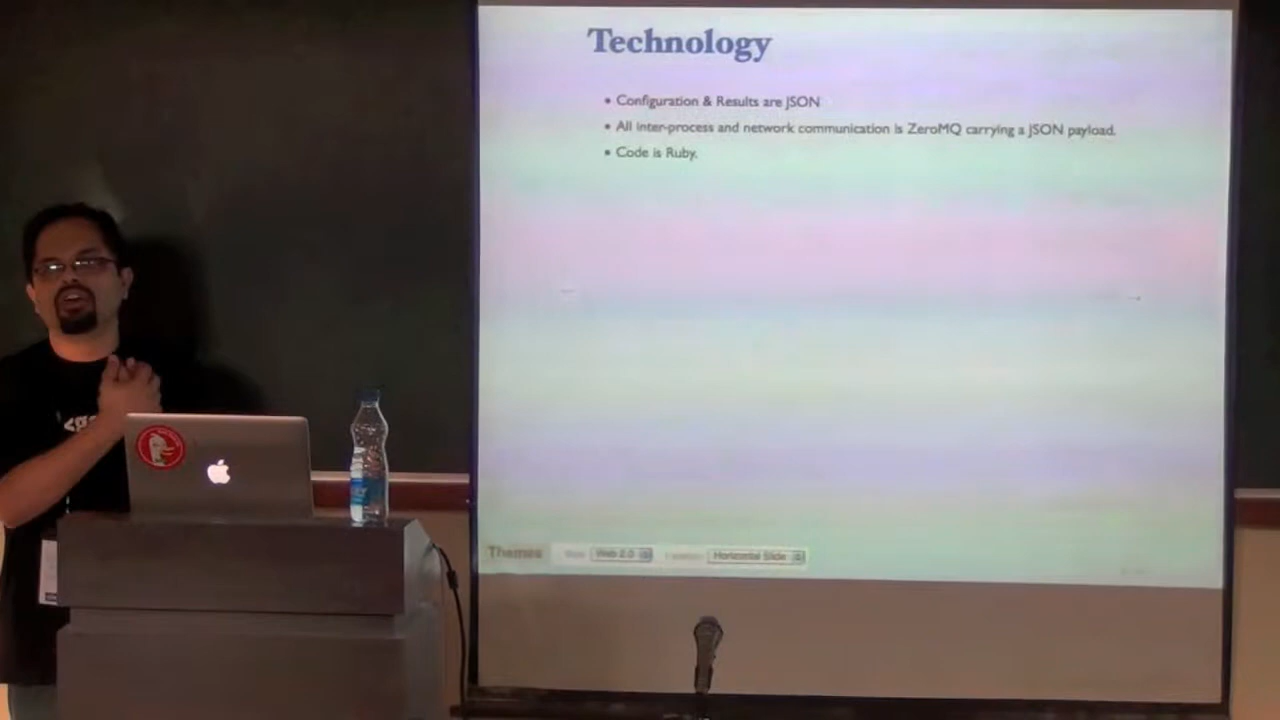 Technology
• Configuration & Results are JSON
• All inter-process and network communication is ZeroMQ carrying a JSON payload.
• Code is Ruby.
Themes
Web 2.0
Horizontal Slide